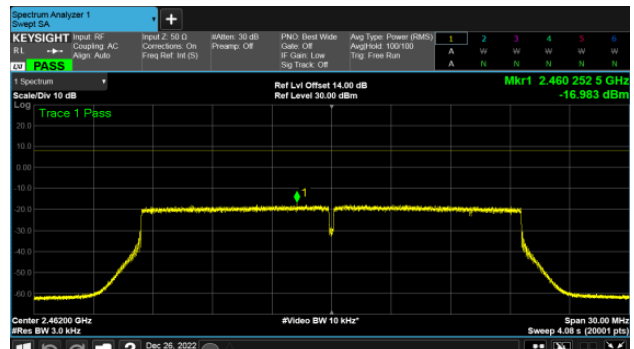 Spectrum Analyzer 1
Swept SA
+
KEYSIGHT Input: RF Input Z: 50 Ω #Atten: 30 dB PNO: Best Wide Avg Type: Power (RMS) 1 2 3 4 5 6
RL Coupling: AC Corrections: On Preamp: Off Gate: Off Avg|Hold: 100/100 A W W W W W
Align: Auto Freq Ref: Int (S) IF Gain: Low Trig: Free Run
Sig Track: Off A N N N N N
PASS
1 Spectrum
Scale/Div 10 dB
Ref Lvl Offset 14.00 dB
Ref Level 30.00 dBm
Mkr1 2.460 252 5 GHz
-16.983 dBm
Log
Trace 1 Pass
20.0
10.0
0.00
-10.0
1
-20.0
-30.0
-40.0
-50.0
-60.0
Center 2.46200 GHz
#Video BW 10 kHz*
Span 30.00 MHz
#Res BW 3.0 kHz
Sweep 4.08 s (20001 pts)
? Dec 26, 2022